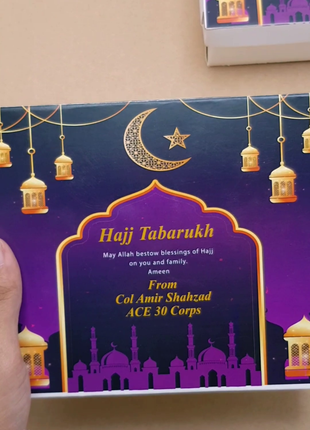 Hajj Tabarukh
May Allah bestow blessings of Hajj
on you and family.
Ameen
From
Col Amir Shahzad
ACE 30 Corps